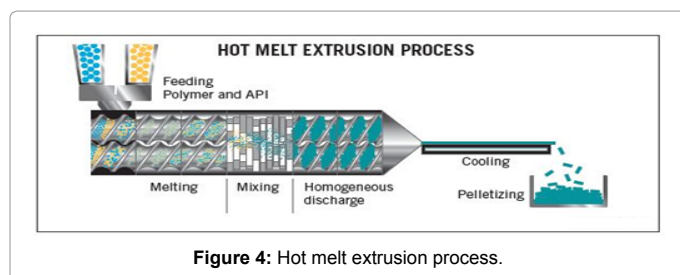 HOT MELT EXTRUSION PROCESS
Feeding
Polymer and API
Melting
Mixing
Homogeneous
discharge
Cooling
Pelletizing
Figure 4: Hot melt extrusion process.